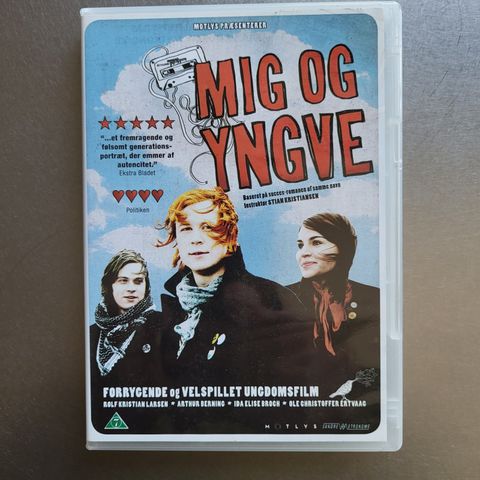 MOTLYS PRÆSENTERER
MIG OG
YNGVE
"...et fremragende og
følsomt generations-
portræt, der emmer af
autencitet."
Ekstra Bladet
Politiken
Baseret på succes-romanen af samme navn
Instruktør STIAN KRISTIANSEN
FORRYGENDE og VELSPILLET UNGDOMSFILM
ROLF KRISTIAN LARSEN * ARTHUR BERNING * IDA ELISE BROCH * OLE CHRISTOFFER ERTVAAG
7
MOTLYS
SANDREW METRONOME